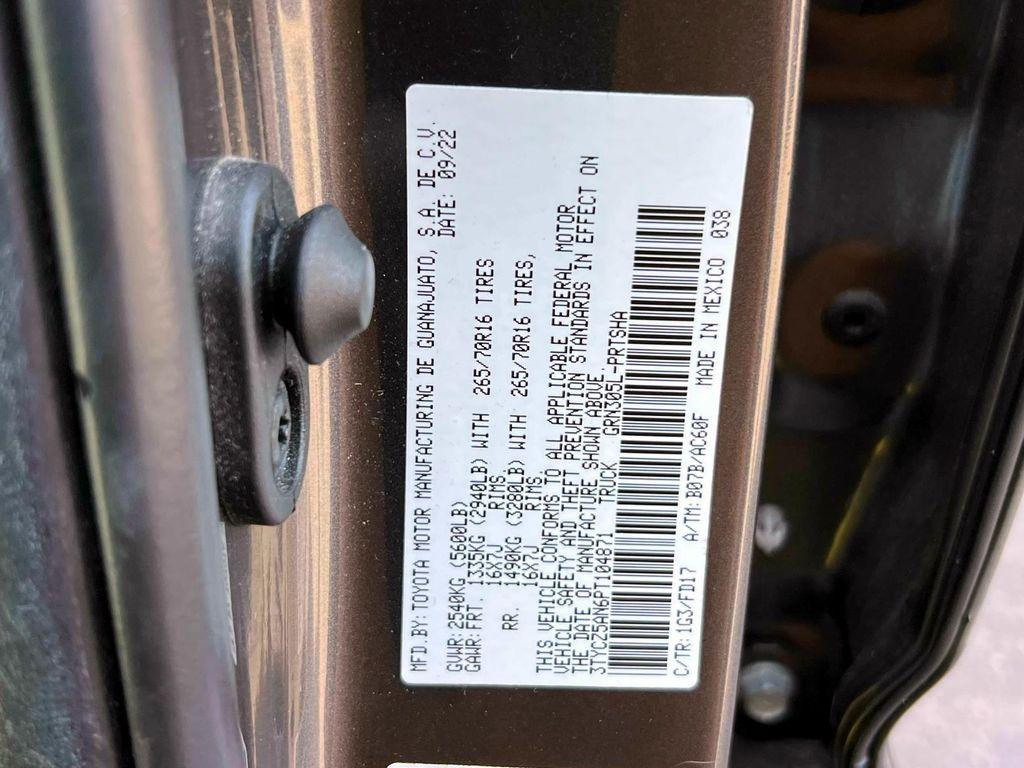 MFD.BY: TOYOTA MOTOR MANUFACTURING DE GUANAJUATO, S.A. DE C.V.
DATE: 09/22
GVWR: 2540KG (5600LB)
GAWR: FRT. 1335KG (2940LB) WITH 265/70R16 TIRES
16X7J RIMS
RR. 1490KG (3280LB) WITH 265/70R16 TIRES,
16X7J RIMS
THIS VEHICLE CONFORMS TO ALL APPLICABLE FEDERAL MOTOR
VEHICLE SAFETY AND THEFT PREVENTION STANDARDS IN EFFECT ON
THE DATE OF MANUFACTURE SHOWN ABOVE
3TYCZ5AN6PT104871 TRUCK GRN305L-PRTSHA
C/TR: 1G3/FD17 A/TM: B07B/AC60F MADE IN MEXICO 038